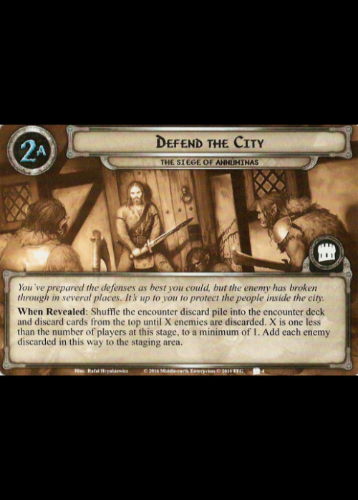 2A
DEFEND THE CITY
THE SIEGE OF ANNÚMINAS
You've prepared the defenses as best you could, but the enemy has broken
through in several places. It's up to you to protect the people inside the city.
When Revealed: Shuffle the encounter discard pile into the encounter deck
and discard cards from the top until X enemies are discarded. X is one less
than the number of players at this stage, to a minimum of 1. Add each enemy
discarded in this way to the staging area.
Illus. Rafał Hrynkiewicz © 2014 Middle-earth Enterprises © 2014 FFG